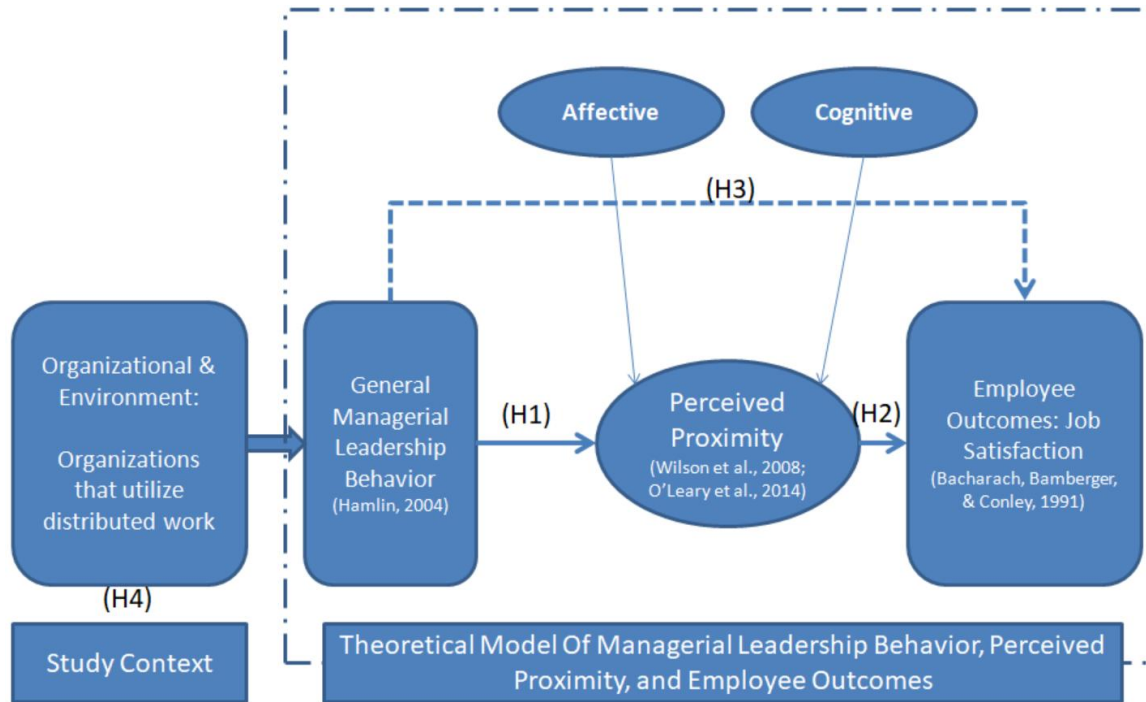 Affective
Cognitive
(H3)
Organizational &
Environment:
Organizations
that utilize
distributed work
(H4)
General
Managerial
Leadership
Behavior
(Hamlin, 2004)
(H1)
Perceived
Proximity
(Wilson et al., 2008;
O'Leary et al., 2014)
(H2)
Employee
Outcomes: Job
Satisfaction
(Bacharach, Bamberger,
& Conley, 1991)
Study Context
Theoretical Model Of Managerial Leadership Behavior, Perceived
Proximity, and Employee Outcomes